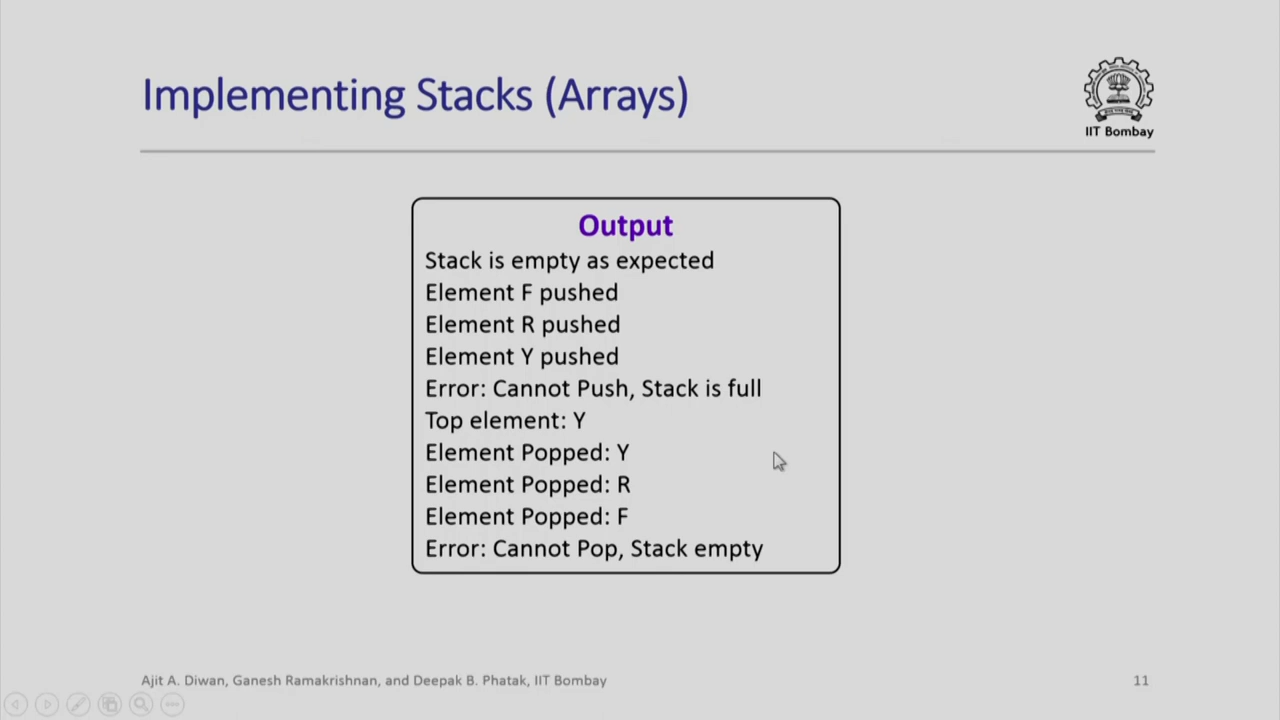 Implementing Stacks (Arrays)
IIT Bombay
Output
Stack is empty as expected
Element F pushed
Element R pushed
Element Y pushed
Error: Cannot Push, Stack is full
Top element: Y
Element Popped: Y
Element Popped: R
Element Popped: F
Error: Cannot Pop, Stack empty
Ajit A. Diwan, Ganesh Ramakrishnan, and Deepak B. Phatak, IIT Bombay
11